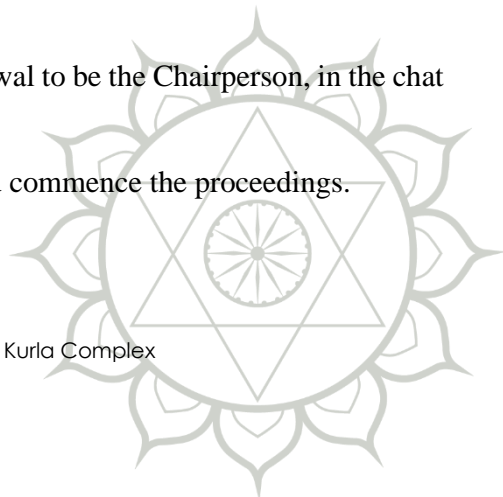 wal to be the Chairperson, in the chat
commence the proceedings.
Kurla Complex